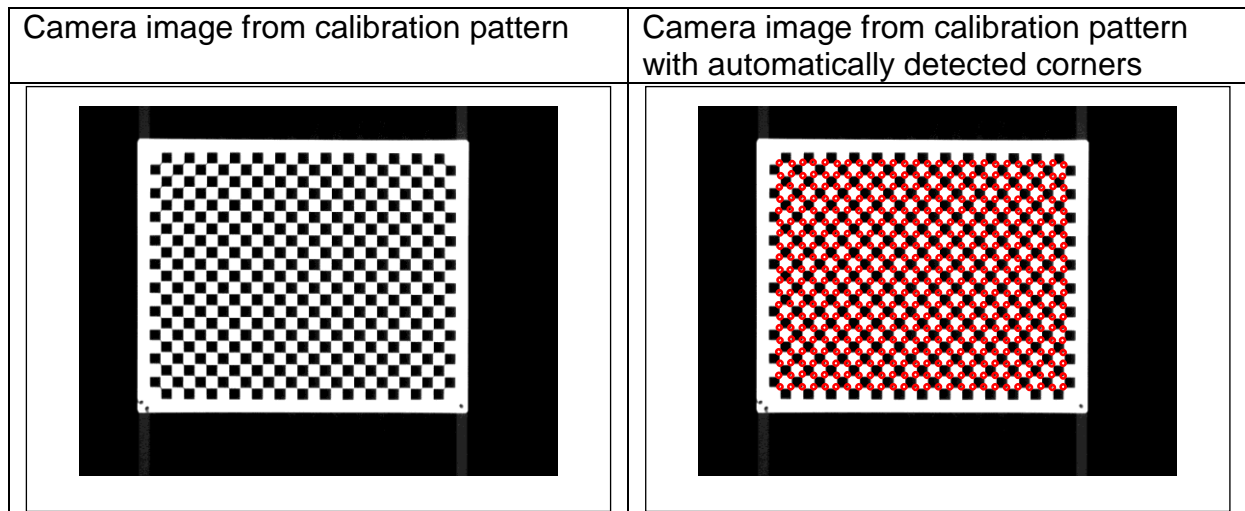 Camera image from calibration pattern
Camera image from calibration pattern
with automatically detected corners